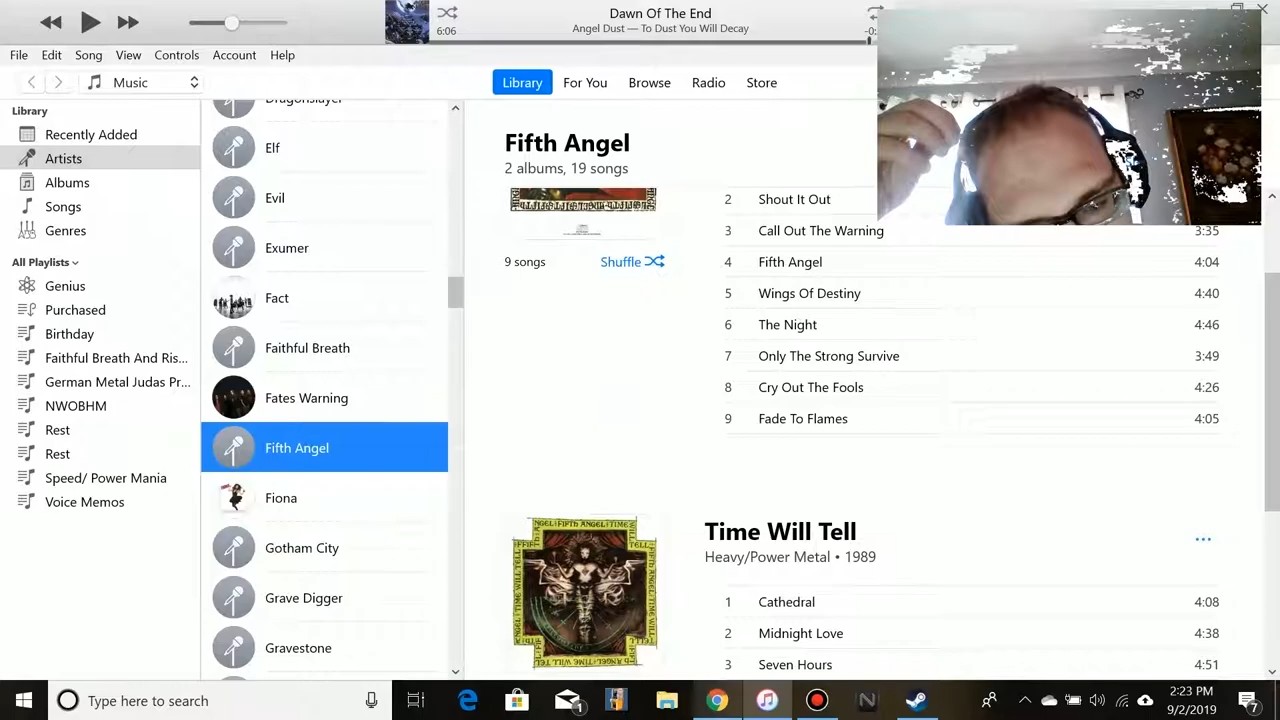 Dawn Of The End
6:06
Angel Dust — To Dust You Will Decay
File Edit Song View Controls Account Help
Music
Library For You Browse Radio Store
Library
Recently Added
Artists
Albums
Songs
Genres
All Playlists
Genius
Purchased
Birthday
Faithful Breath And Ris...
German Metal Judas Pr...
NWOBHM
Rest
Rest
Speed/ Power Mania
Voice Memos
Dragonslayer
Elf
Evil
Exumer
Fact
Faithful Breath
Fates Warning
Fifth Angel
Fiona
Gotham City
Grave Digger
Gravestone
Fifth Angel
2 albums, 19 songs
9 songs
Shuffle
2 Shout It Out
3 Call Out The Warning 3:35
4 Fifth Angel 4:04
5 Wings Of Destiny 4:40
6 The Night 4:46
7 Only The Strong Survive 3:49
8 Cry Out The Fools 4:26
9 Fade To Flames 4:05
Time Will Tell
Heavy/Power Metal • 1989
1 Cathedral 4:08
2 Midnight Love 4:38
3 Seven Hours 4:51
Type here to search
1
2:23 PM
9/2/2019
7